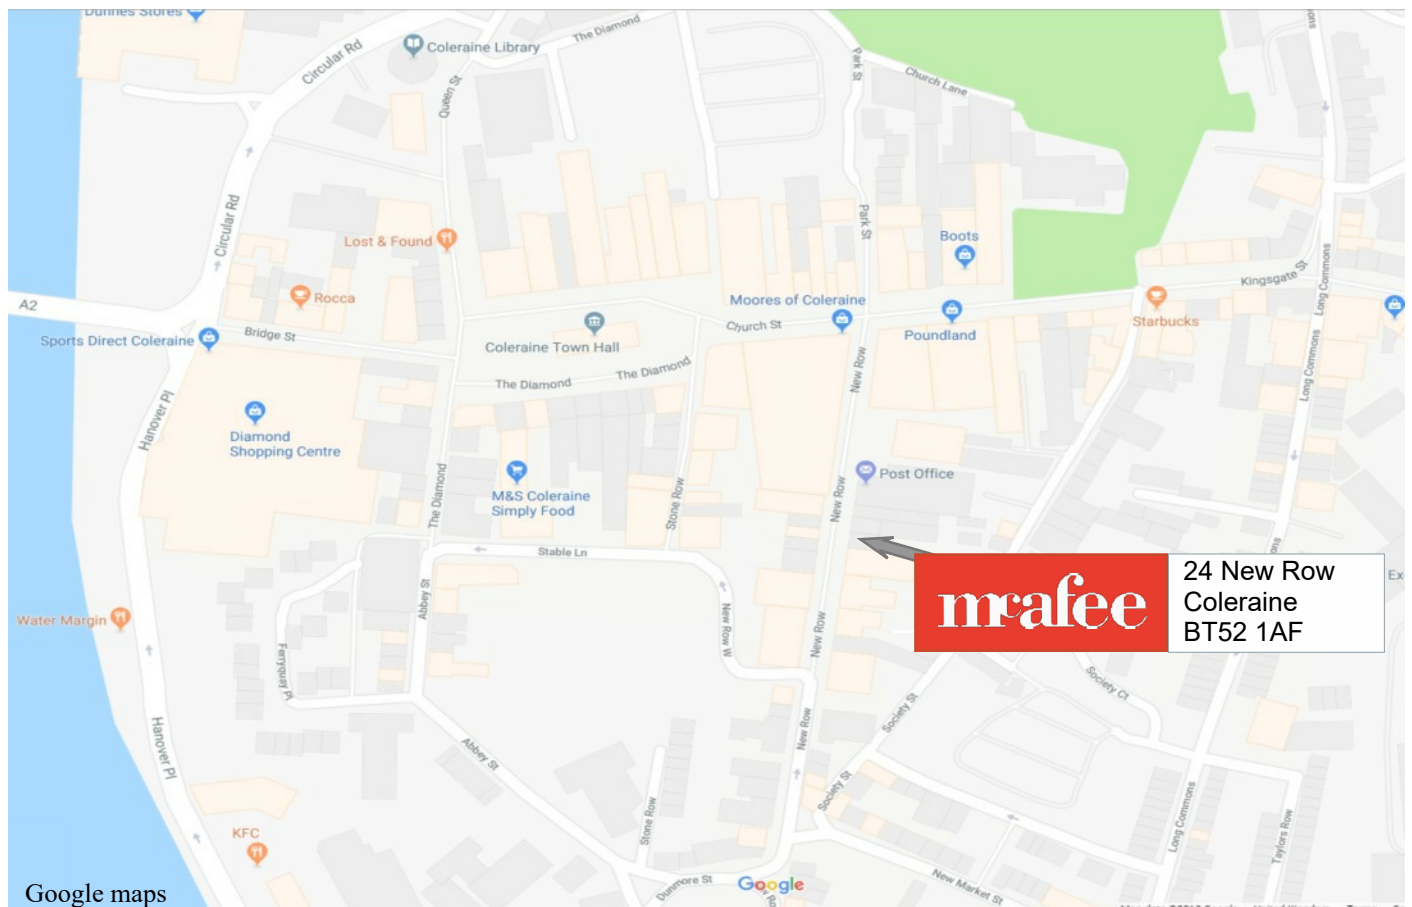 Dunnes Stores
Circular Rd
Coleraine Library
The Diamond
Queen St
Park St
Church Lane
Circular Rd
Lost & Found
Park St
Boots
Kingsgate St
Long Commons
A2
Rocca
Moores of Coleraine
Bridge St
Sports Direct Coleraine
Coleraine Town Hall
Church St
Poundland
Starbucks
Long Commons
New Row
The Diamond
The Diamond
Hanover Pl
Diamond
Shopping Centre
The Diamond
M&S Coleraine
Simply Food
Stone Row
New Row
Post Office
Stable Ln
mcafee
24 New Row
Coleraine
BT52 1AF
Ex
Water Margin
Abbey St
Ferryquay Pl
New Row W
New Row
Society Ct
Society St
Hanover Pl
Abbey St
New Row
Society St
Stone Row
Long Commons
Taylors Row
KFC
Dunmore St
Google
New Market St
Google maps